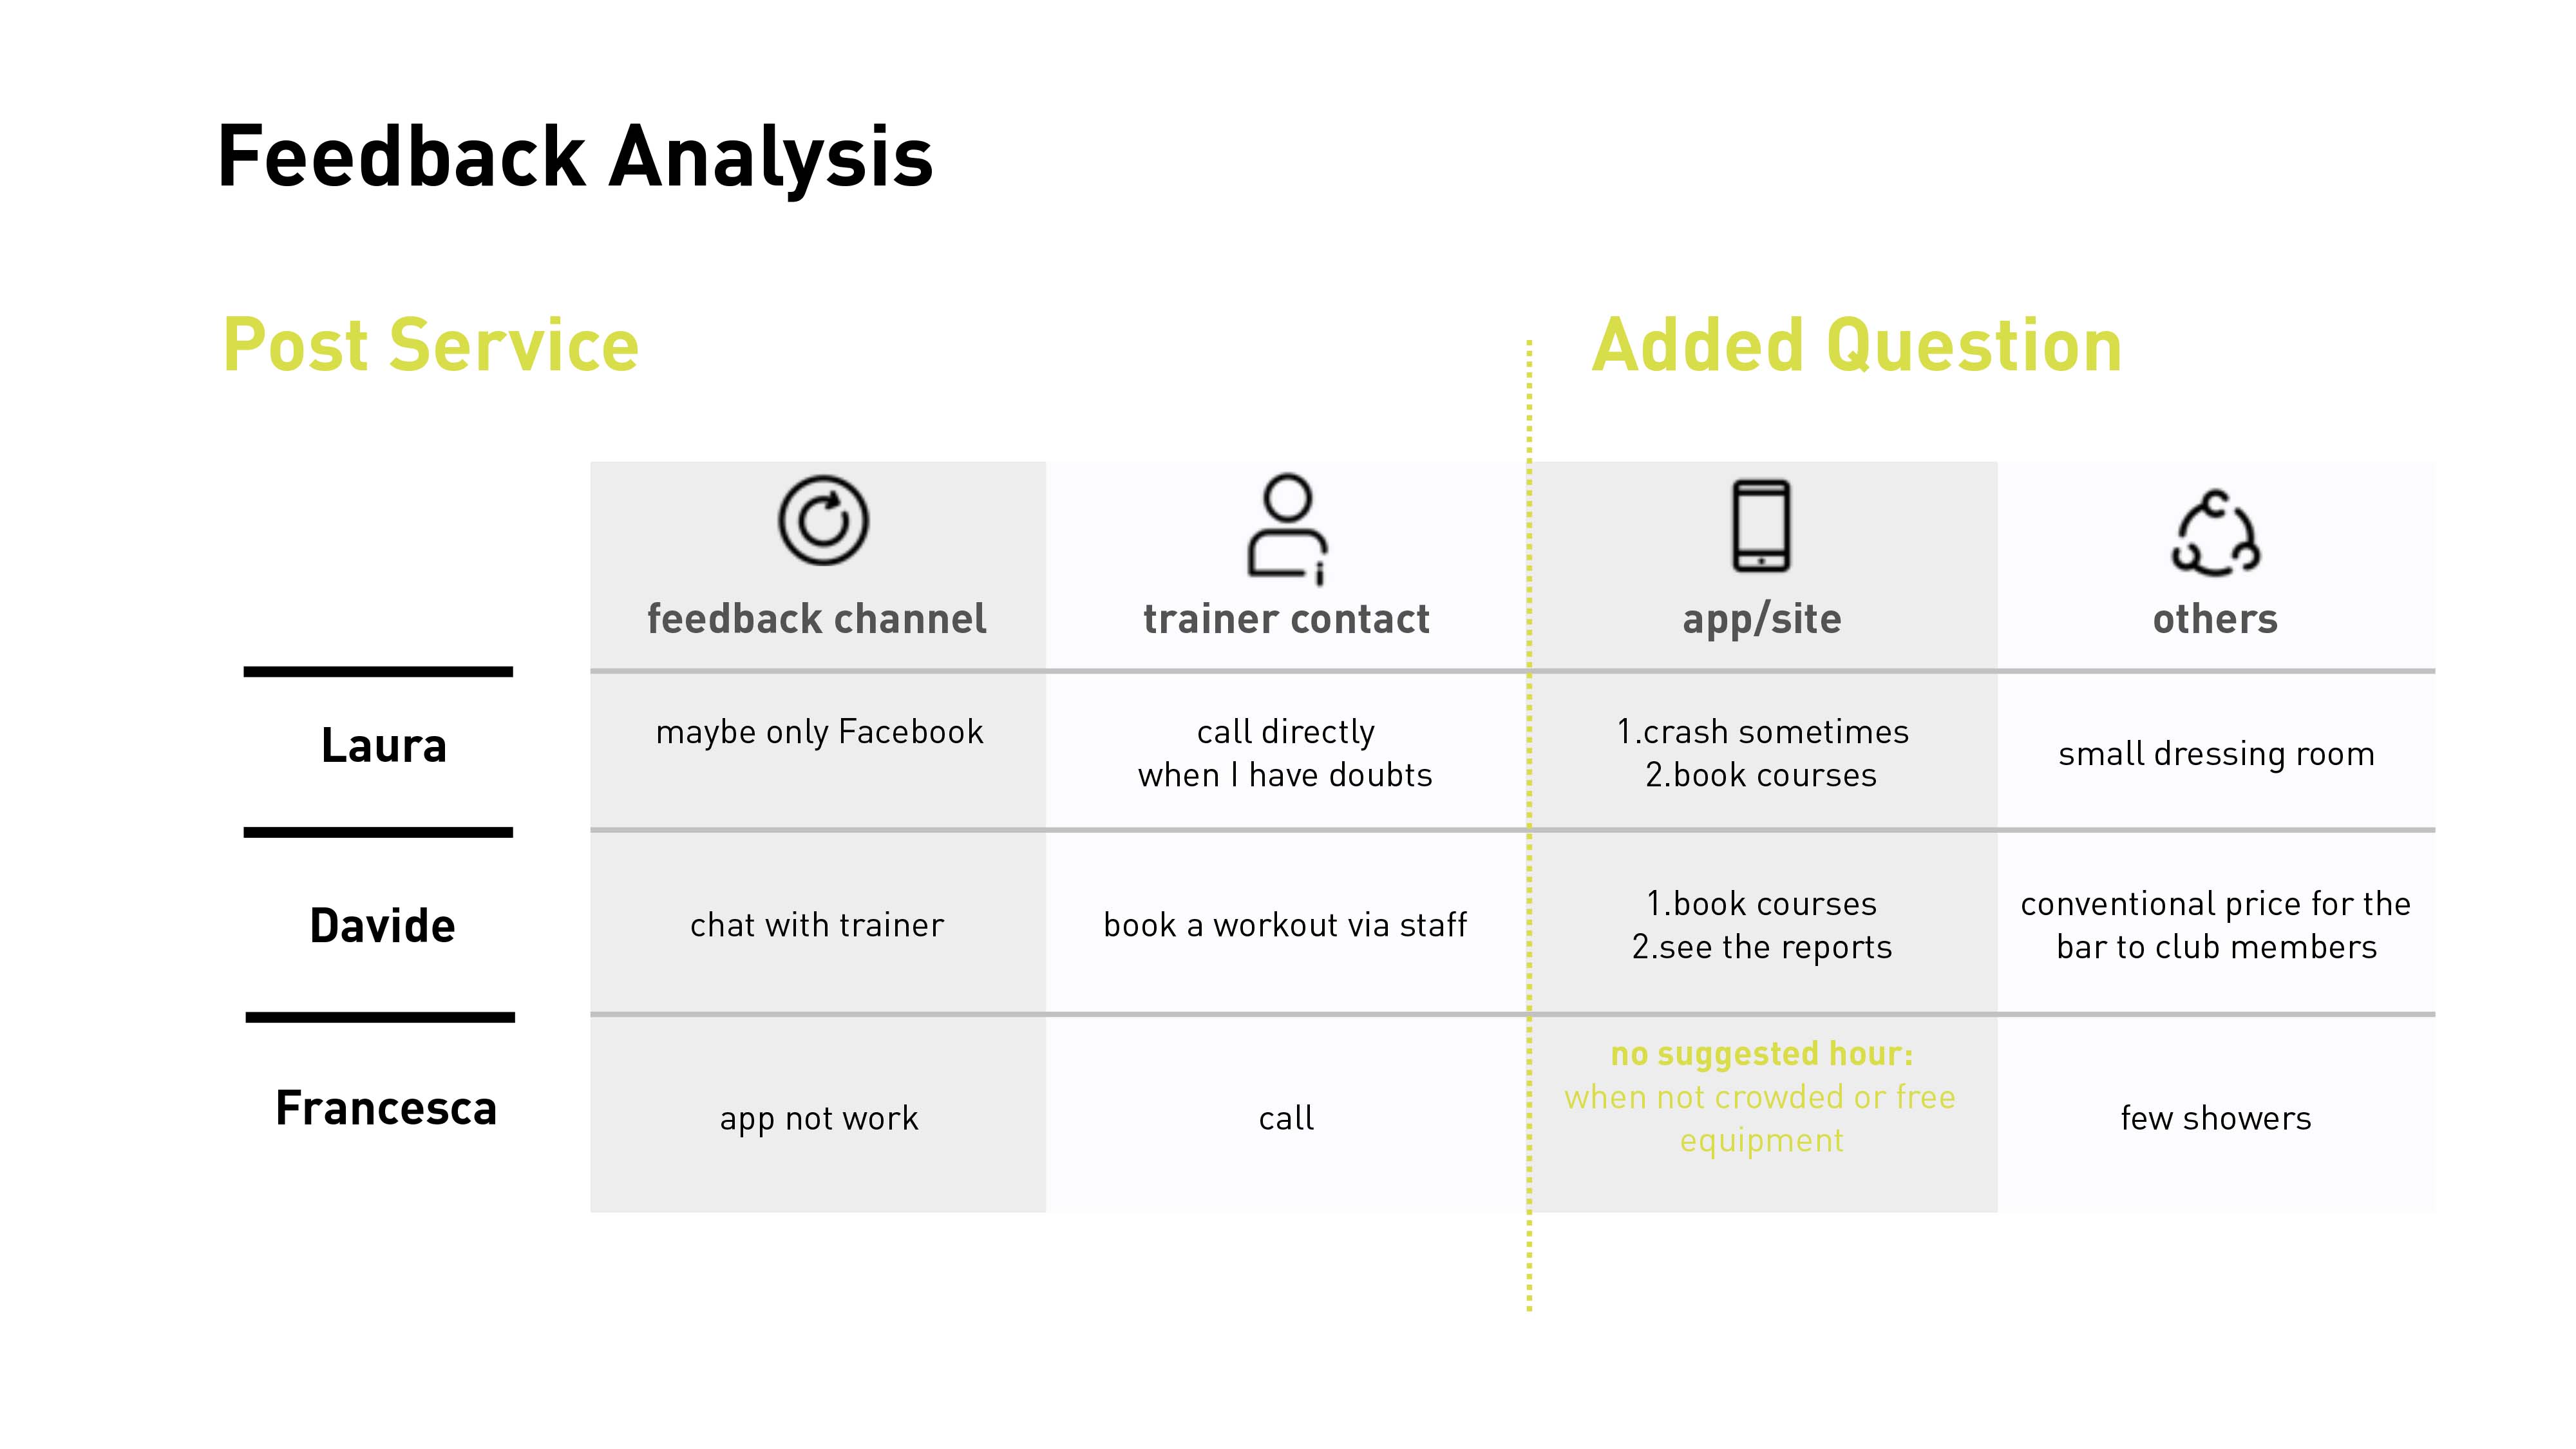 Feedback Analysis
Post Service
Added Question
feedback channel
trainer contact
app/site
others
Laura
maybe only Facebook
call directly
when I have doubts
1.crash sometimes
2.book courses
small dressing room
Davide
chat with trainer
book a workout via staff
1.book courses
2.see the reports
conventional price for the
bar to club members
Francesca
app not work
call
no suggested hour:
when not crowded or free
equipment
few showers